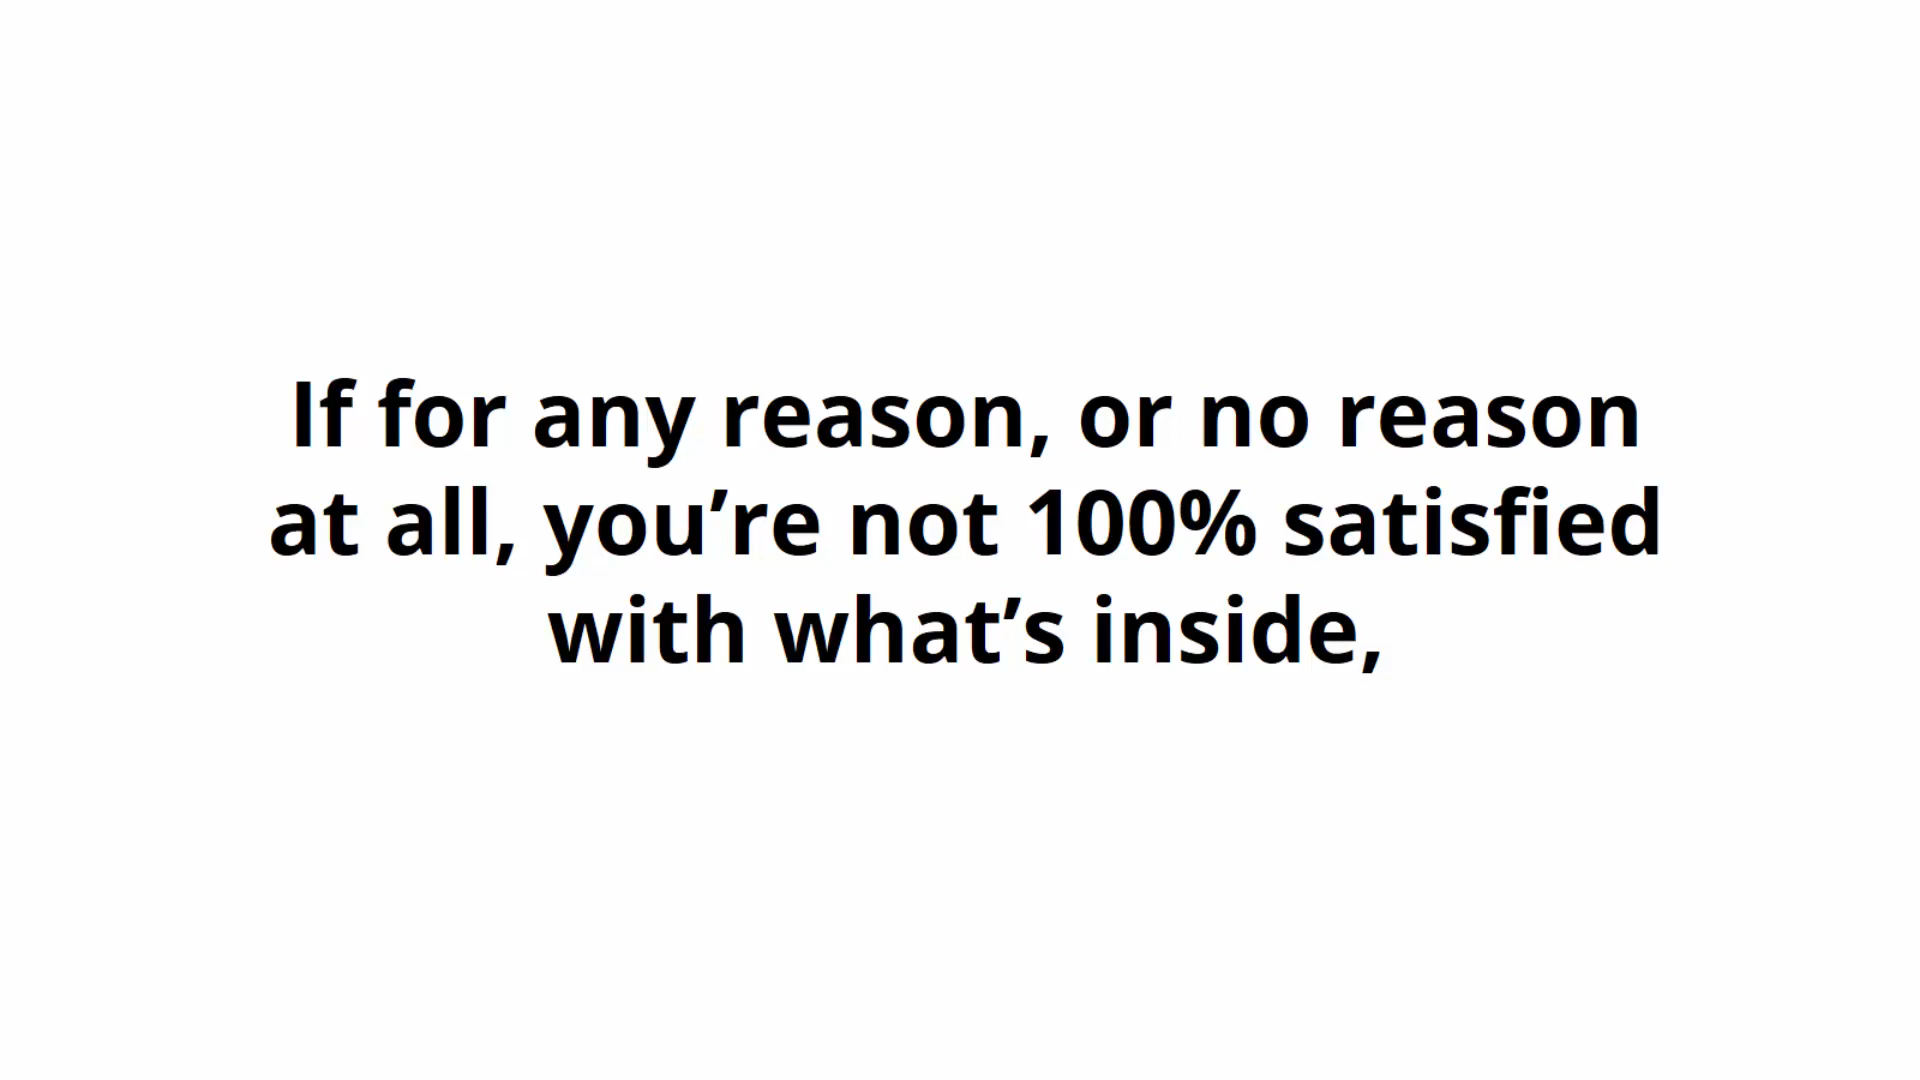 If for any reason, or no reason
at all, you’re not 100% satisfied
with what’s inside,